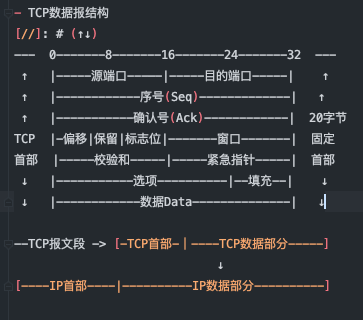 - TCP数据报结构
[//]: # (↑↓)
---  0-------8-------16-------24-------32  ---
↑   |-----源端口-----|-----目的端口-----|   ↑
↑   |------------序号(Seq)-------------|   ↑
↑   |-----------确认号(Ack)------------|  20字节
TCP  |-偏移|保留|标志位|------窗口-------|  固定
首部  |-----校验和-----|-----紧急指针-----|  首部
↓   |-----------选项----------|--填充--|   ↓
↓   |------------数据Data--------------|   ↓
--TCP报文段 -> [-TCP首部-｜----TCP数据部分-----]
↓
[----IP首部----|----------IP数据部分----------]